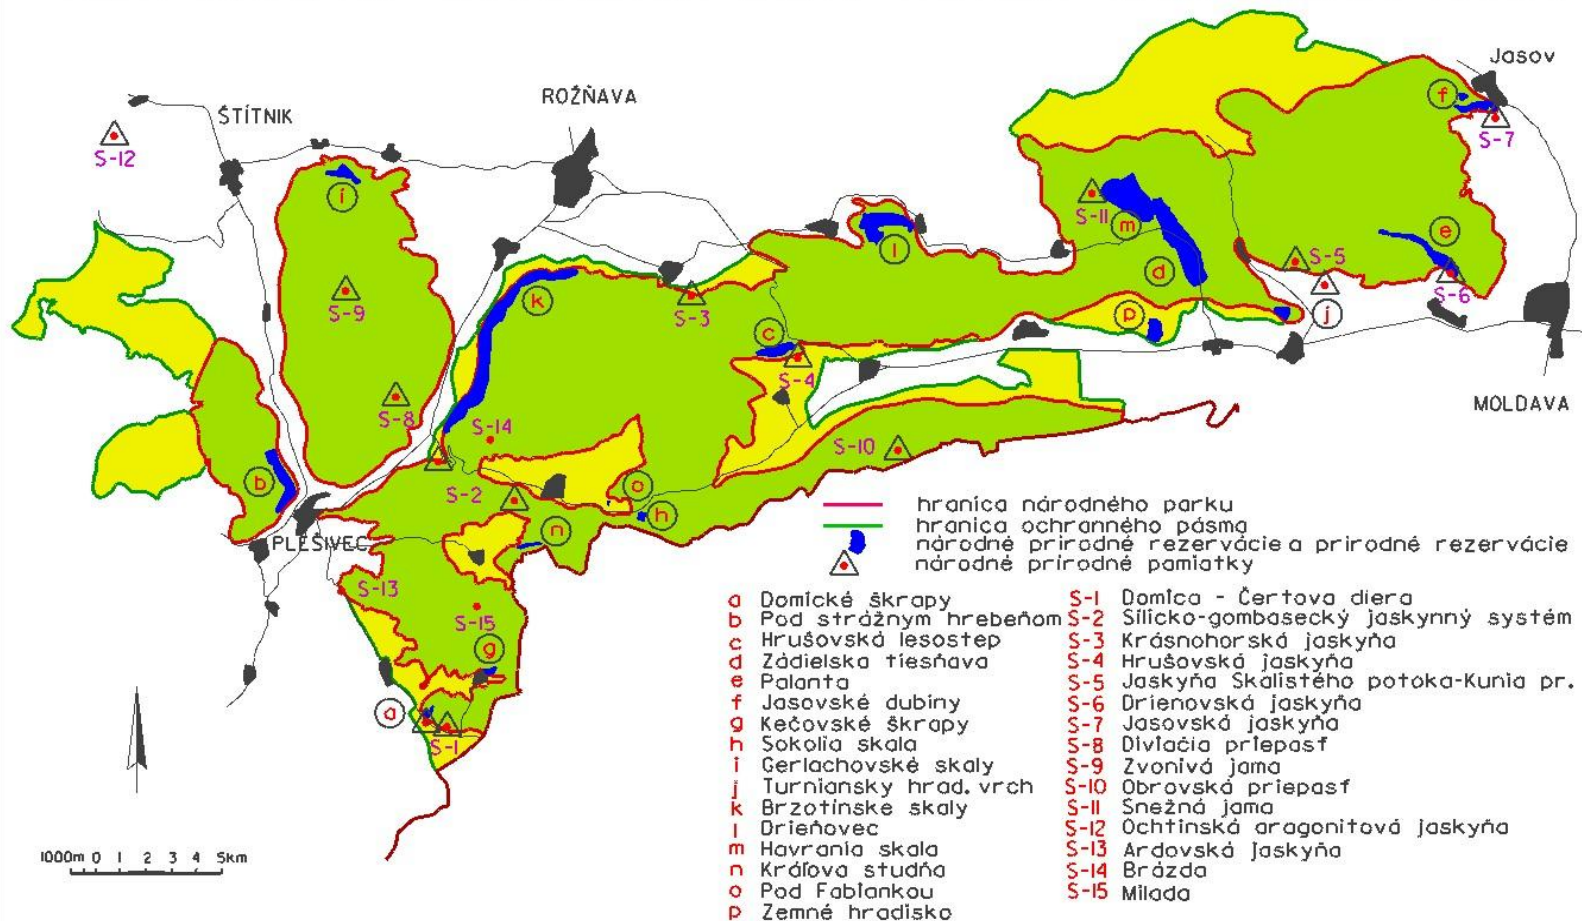 Jasov
f
S-7
ROŽŇAVA
ŠTÍTNIK
S-12
i
S-11
m
e
l
S-5
d
S-6
S-9
k
S-3
p
j
c
S-4
S-8
MOLDAVA
S-14
S-10
b
S-2
o
h
n
PLEŠIVEC
S-13
S-15
g
a
S-1
hranica národného parku
hranica ochranného pásma
národné prírodné rezervácie a prírodné rezervácie
národné prírodné pamiatky
a Domické škrapy
b Pod strážnym hrebeňom
c Hrušovská lesostep
d Zádielska tiesňava
e Palanta
f Jasovské dubiny
g Kečovské škrapy
h Sokolia skala
i Gerlachovské skaly
j Turniansky hrad. vrch
k Brzotínske skaly
l Drieňovec
m Havrania skala
n Kráľova studňa
o Pod Fabiankou
p Zemné hradisko
S-1 Domica - Čertova diera
S-2 Silicko-gombasecký jaskynný systém
S-3 Krásnohorská jaskyňa
S-4 Hrušovská jaskyňa
S-5 Jaskyňa Skalistého potoka-Kunia pr.
S-6 Drienovská jaskyňa
S-7 Jasovská jaskyňa
S-8 Diviačia priepasť
S-9 Zvonivá jama
S-10 Obrovská priepasť
S-11 Snežná jama
S-12 Ochtinská aragonitová jaskyňa
S-13 Ardovská jaskyňa
S-14 Brázda
S-15 Milada
1000m 0 1 2 3 4 5km